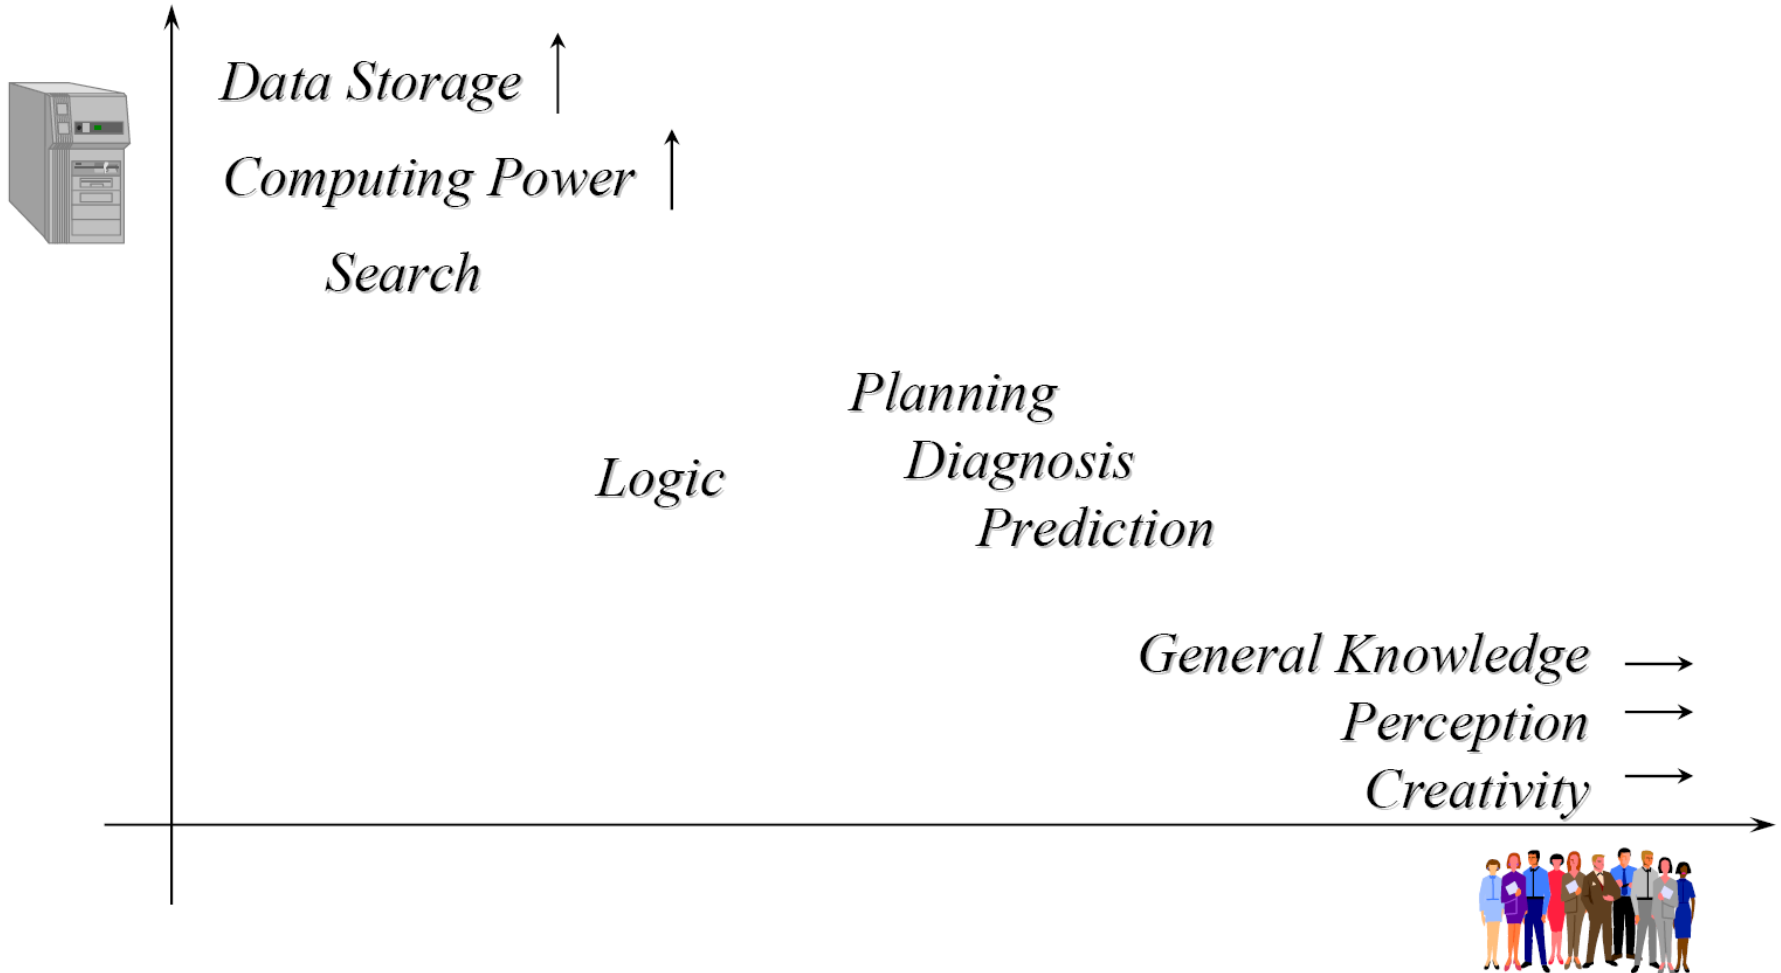 Data Storage
Computing Power
Search
Planning
Diagnosis
Logic
Prediction
General Knowledge
Perception
Creativity